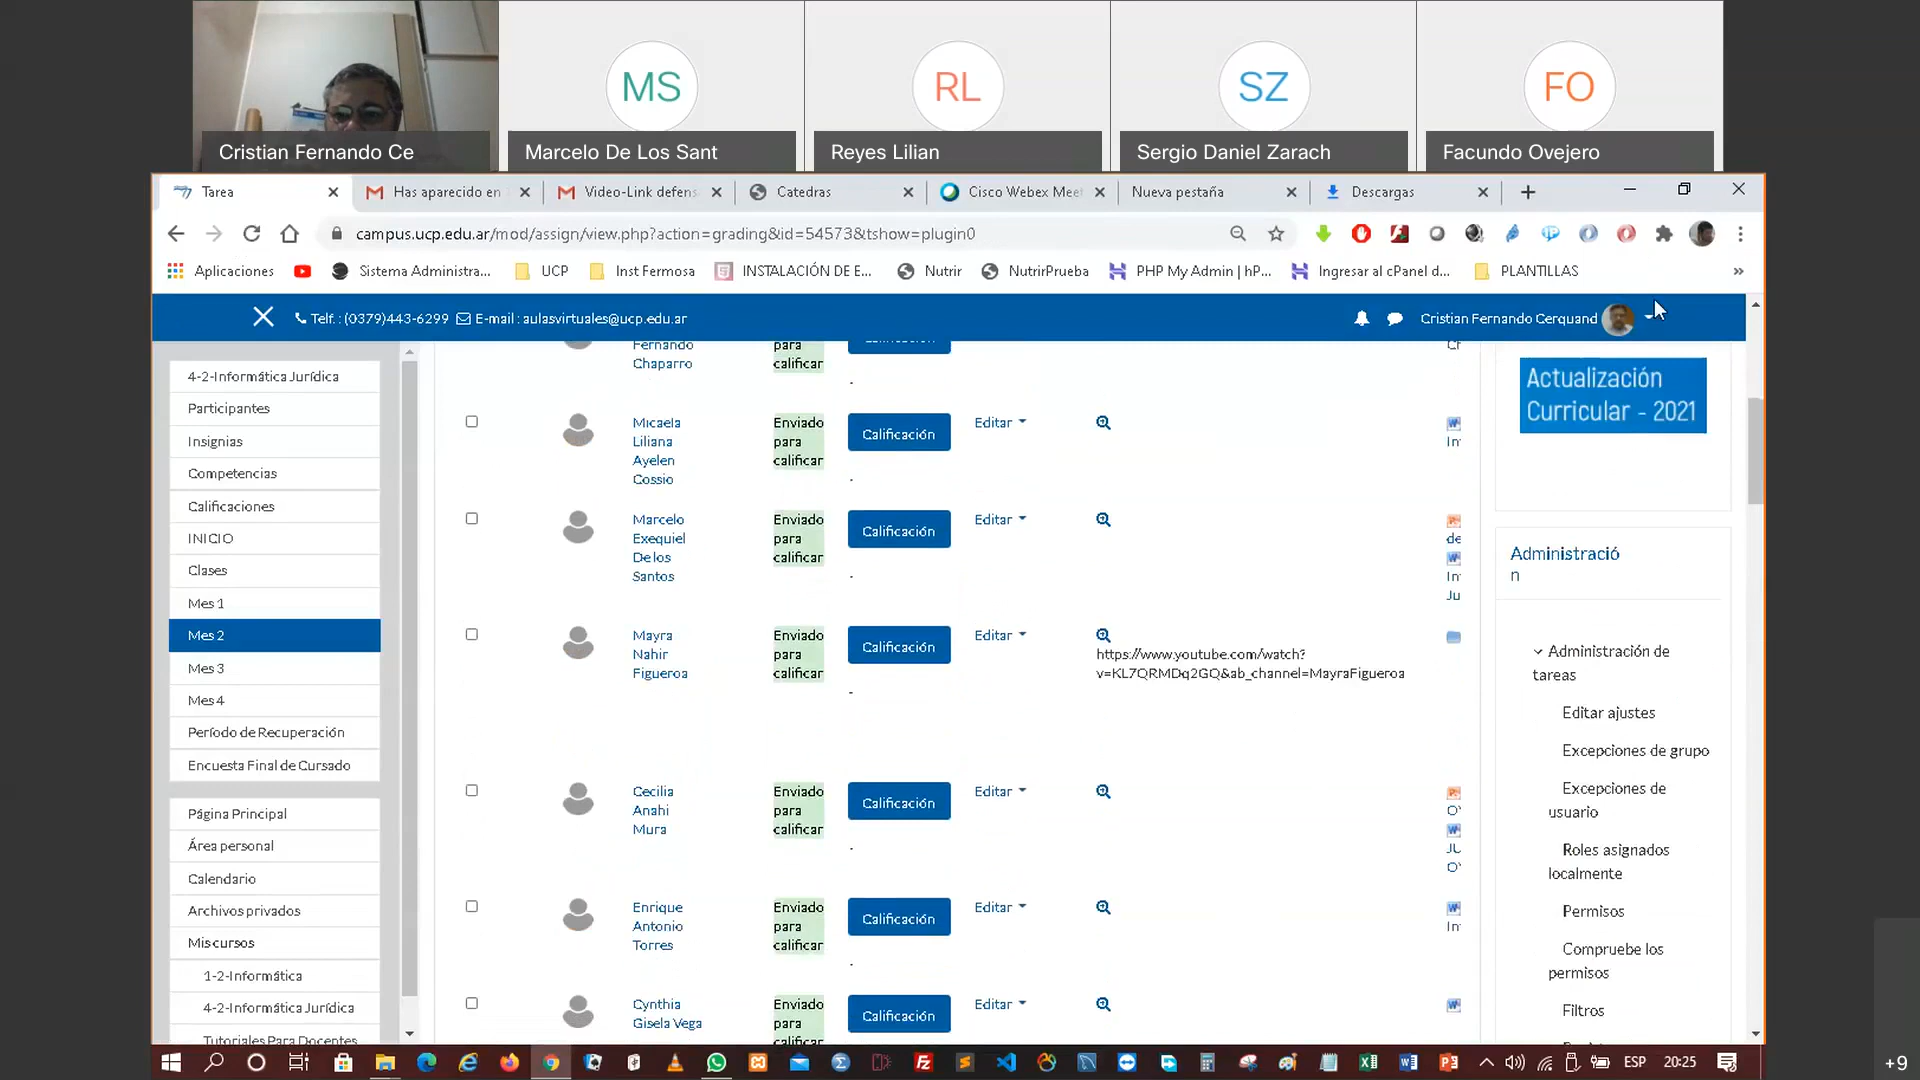 MS
RL
SZ
FO
Cristian Fernando Ce
Marcelo De Los Sant
Reyes Lilian
Sergio Daniel Zarach
Facundo Ovejero
Tarea
Has aparecido en
Video-Link defens
Catedras
Cisco Webex Meet
Nueva pestaña
Descargas
campus.ucp.edu.ar/mod/assign/view.php?action=grading&id=54573&tshow=plugin0
Aplicaciones
Sistema Administra...
UCP
Inst Fermosa
INSTALACIÓN DE E...
Nutrir
NutrirPrueba
PHP My Admin | hP...
Ingresar al cPanel d...
PLANTILLAS
»
Telf. : (0379)443-6299
E-mail : aulasvirtuales@ucp.edu.ar
Cristian Fernando Cerquand
4-2-Informática Jurídica
Participantes
Insignias
Competencias
Calificaciones
INICIO
Clases
Mes 1
Mes 2
Mes 3
Mes 4
Período de Recuperación
Encuesta Final de Cursado
Página Principal
Área personal
Calendario
Archivos privados
Mis cursos
1-2-Informática
4-2-Informática Jurídica
Tutoriales Para Docentes
Fernando
Chaparro
para
calificar
Calificación
-
Ch
Micaela
Liliana
Ayelen
Cossio
Enviado
para
calificar
Calificación
-
Editar
In
Marcelo
Exequiel
De los
Santos
Enviado
para
calificar
Calificación
-
Editar
de
In
Ju
Mayra
Nahir
Figueroa
Enviado
para
calificar
Calificación
-
Editar
https://www.youtube.com/watch?
v=KL7QRMDq2GQ&ab_channel=MayraFigueroa
Cecilia
Anahi
Mura
Enviado
para
calificar
Calificación
-
Editar
O'
JU
O'
Enrique
Antonio
Torres
Enviado
para
calificar
Calificación
-
Editar
In
Cynthia
Gisela Vega
Enviado
para
calificar
Calificación
Editar
Actualización
Curricular - 2021
Administració
n
Administración de
tareas
Editar ajustes
Excepciones de grupo
Excepciones de
usuario
Roles asignados
localmente
Permisos
Compruebe los
permisos
Filtros
ESP
20:25
+9